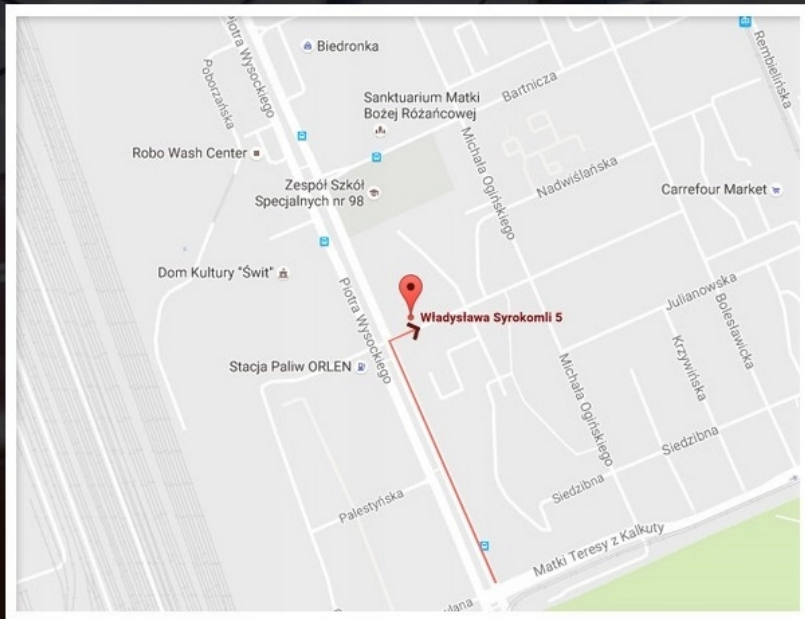 Piotra Wysockiego
Biedronka
Rembielińska
Poborzańska
Bartnicza
Sanktuarium Matki
Bożej Różańcowej
Michała Ogińskiego
Robo Wash Center
Nadwiślańska
Zespół Szkół
Specjalnych nr 98
Carrefour Market
Dom Kultury "Świt"
Piotra Wysockiego
Władysława Syrokomli 5
Julianowska
Bolesławicka
Krzywińska
Stacja Paliw ORLEN
Michała Ogińskiego
Siedzibna
Siedzibna
Palestyńska
Matki Teresy z Kalkuty